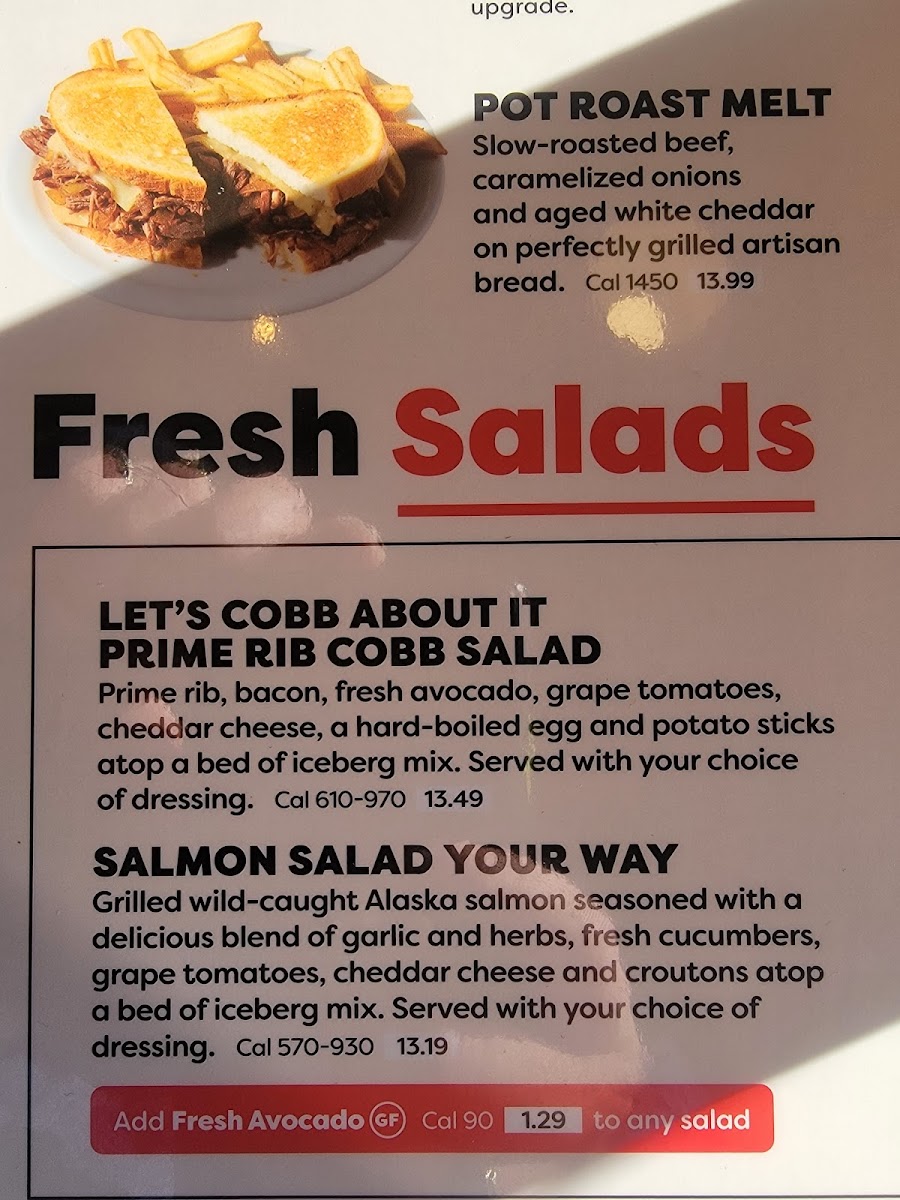 upgrade.
POT ROAST MELT
Slow-roasted beef,
caramelized onions
and aged white cheddar
on perfectly grilled artisan
bread. Cal 1450 13.99
Fresh Salads
LET'S COBB ABOUT IT
PRIME RIB COBB SALAD
Prime rib, bacon, fresh avocado, grape tomatoes,
cheddar cheese, a hard-boiled egg and potato sticks
atop a bed of iceberg mix. Served with your choice
of dressing. Cal 610-970 13.49
SALMON SALAD YOUR WAY
Grilled wild-caught Alaska salmon seasoned with a
delicious blend of garlic and herbs, fresh cucumbers,
grape tomatoes, cheddar cheese and croutons atop
a bed of iceberg mix. Served with your choice of
dressing. Cal 570-930 13.19
Add Fresh Avocado GF Cal 90 1.29 to any salad